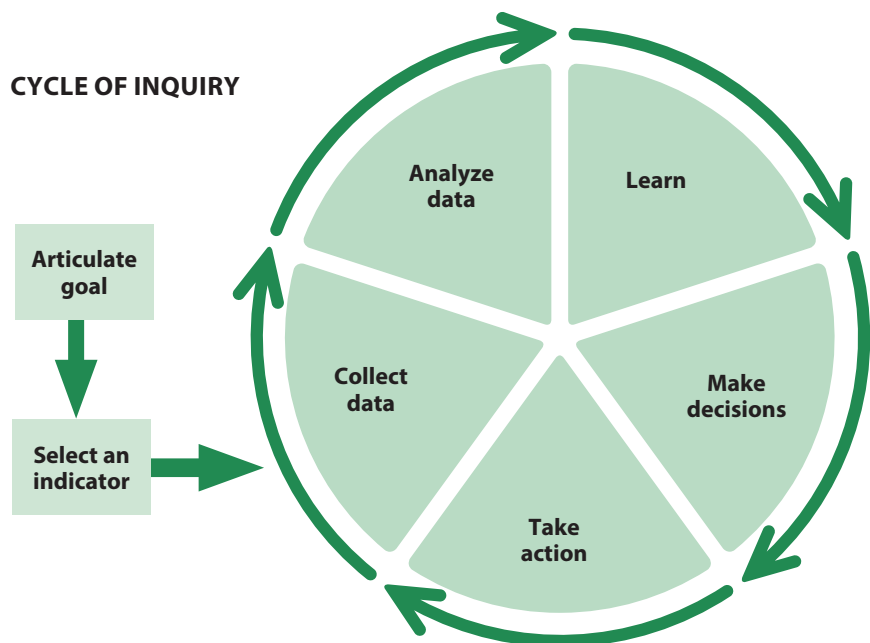 CYCLE OF INQUIRY
Articulate
goal
Select an
indicator
Collect
data
Analyze
data
Learn
Make
decisions
Take
action